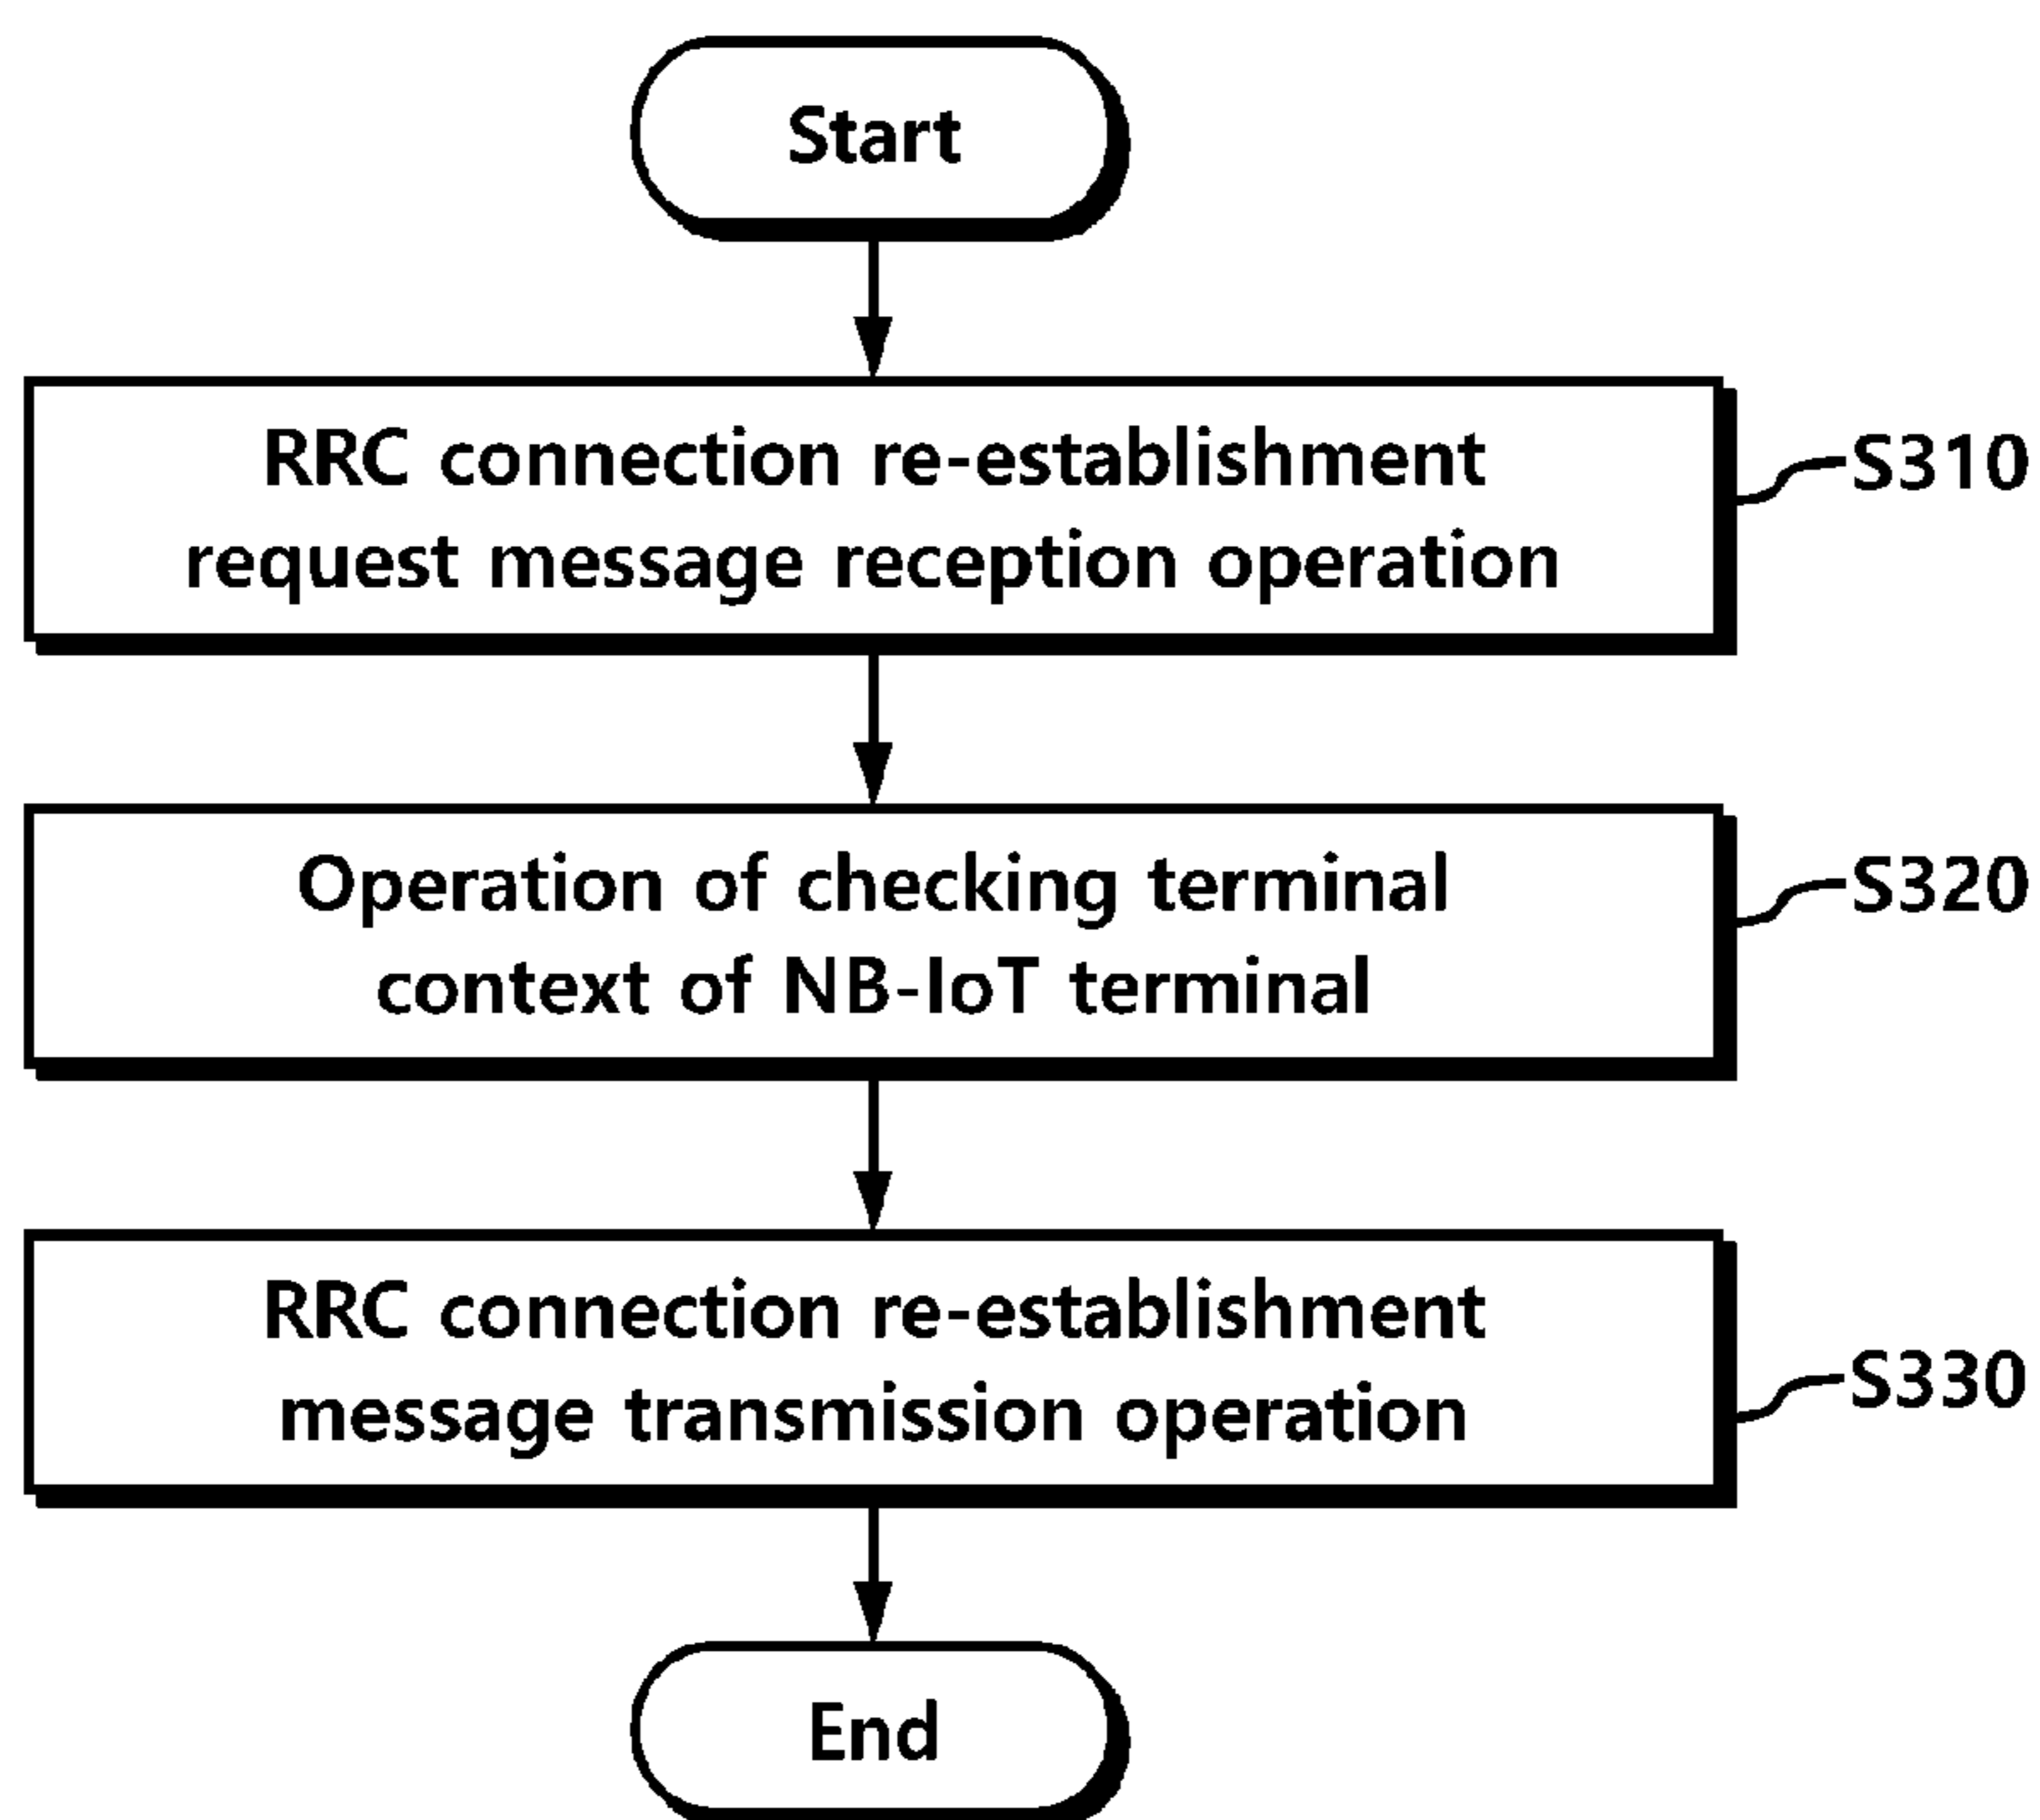 Start
RRC connection re-establishment
request message reception operation
S310
Operation of checking terminal
context of NB-IoT terminal
S320
RRC connection re-establishment
message transmission operation
S330
End